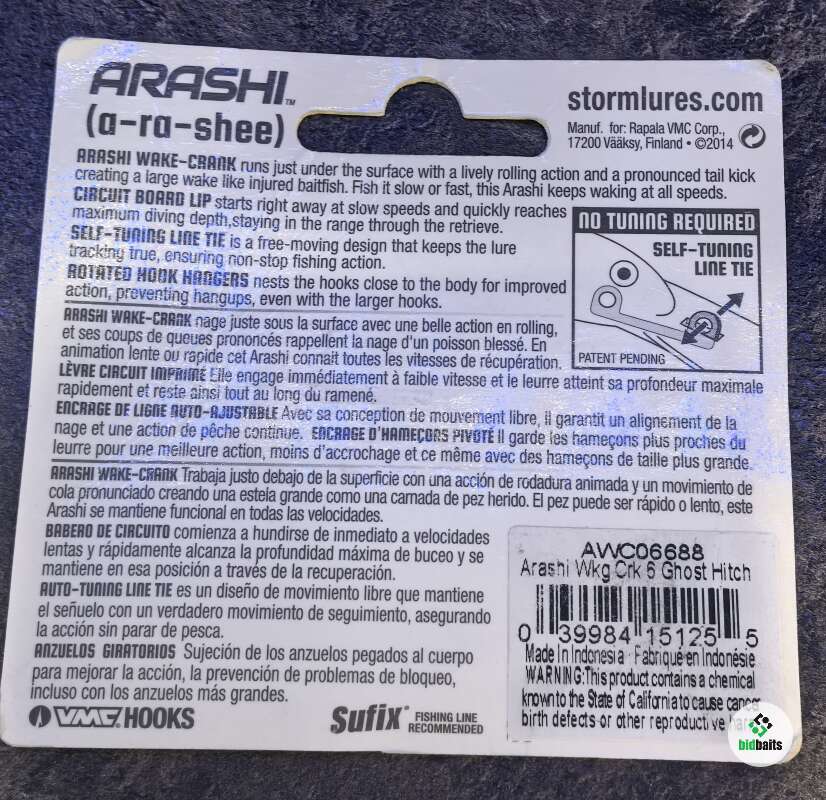 ARASHI™
(a-ra-shee)
stormlures.com
Manuf. for: Rapala VMC Corp.,
17200 Vääksy, Finland • ©2014
ARASHI WAKE-CRANK runs just under the surface with a lively rolling action and a pronounced tail kick
creating a large wake like injured baitfish. Fish it slow or fast, this Arashi keeps waking at all speeds.
CIRCUIT BOARD LIP starts right away at slow speeds and quickly reaches
maximum diving depth,staying in the range through the retrieve.
SELF-TUNING LINE TIE is a free-moving design that keeps the lure
tracking true, ensuring non-stop fishing action.
ROTATED HOOK HANGERS nests the hooks close to the body for improved
action, preventing hangups, even with the larger hooks.
NO TUNING REQUIRED
SELF-TUNING
LINE TIE
PATENT PENDING
ARASHI WAKE-CRANK nage juste sous la surface avec une belle action en rolling,
et ses coups de queues prononcés rappellent la nage d'un poisson blessé. En
animation lente ou rapide cet Arashi connait toutes les vitesses de récupération.
LÈVRE CIRCUIT IMPRIMÉ Elle engage immédiatement à faible vitesse et le leurre atteint sa profondeur maximale
rapidement et reste ainsi tout au long du ramené.
ENCRAGE DE LIGNE AUTO-AJUSTABLE Avec sa conception de mouvement libre, il garantit un alignement de la
nage et une action de pêche continue. ENCRAGE D'HAMEÇONS PIVOTÉ Il garde les hameçons plus proches du
leurre pour une meilleure action, moins d'accrochage et ce même avec des hameçons de taille plus grande.
ARASHI WAKE-CRANK Trabaja justo debajo de la superficie con una acción de rodadura animada y un movimiento de
cola pronunciado creando una estela grande como una carnada de pez herido. El pez puede ser rápido o lento, este
Arashi se mantiene functional en todas las velocidades.
BABERO DE CIRCUITO comienza a hundirse de inmediato a velocidades
lentas y rápidamente alcanza la profundidad máxima de buceo y se
mantiene en esa posición a través de la recuperación.
AUTO-TUNING LINE TIE es un diseño de movimiento libre que mantiene
el señuelo con un verdadero movimiento de seguimiento, asegurando
la acción sin parar de pesca.
ANZUELOS GIRATORIOS Sujeción de los anzuelos pegados al cuerpo
para mejorar la acción, la prevención de problemas de bloqueo,
incluso con los anzuelos más grandes.
VMC HOOKS
Sufix® FISHING LINE
RECOMMENDED
AWC06688
Arashi Wkg Crk 6 Ghost Hitch
0 39984 15125 5
Made In Indonesia Fabriqué en Indonésie
WARNING:This product contains a chemical
known to the State of California to cause cancer
birth defects or other reproductive
bidbaits